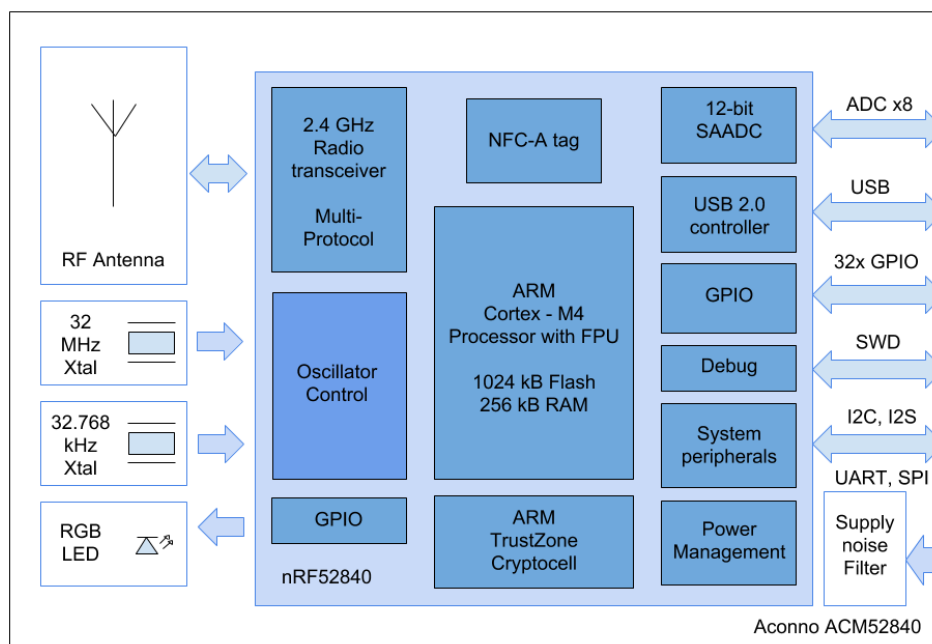 2.4 GHz
Radio
transceiver
Multi-
Protocol
NFC-A tag
12-bit
SAADC
ADC x8
USB 2.0
controller
USB
RF Antenna
32x GPIO
GPIO
ARM
Cortex - M4
Processor with FPU
1024 kB Flash
256 kB RAM
32
MHz
Xtal
Oscillator
Control
SWD
Debug
32.768
kHz
Xtal
System
peripherals
I2C, I2S
UART, SPI
RGB
LED
GPIO
ARM
TrustZone
Cryptocell
Power
Management
Supply
noise
Filter
nRF52840
Aconno ACM52840